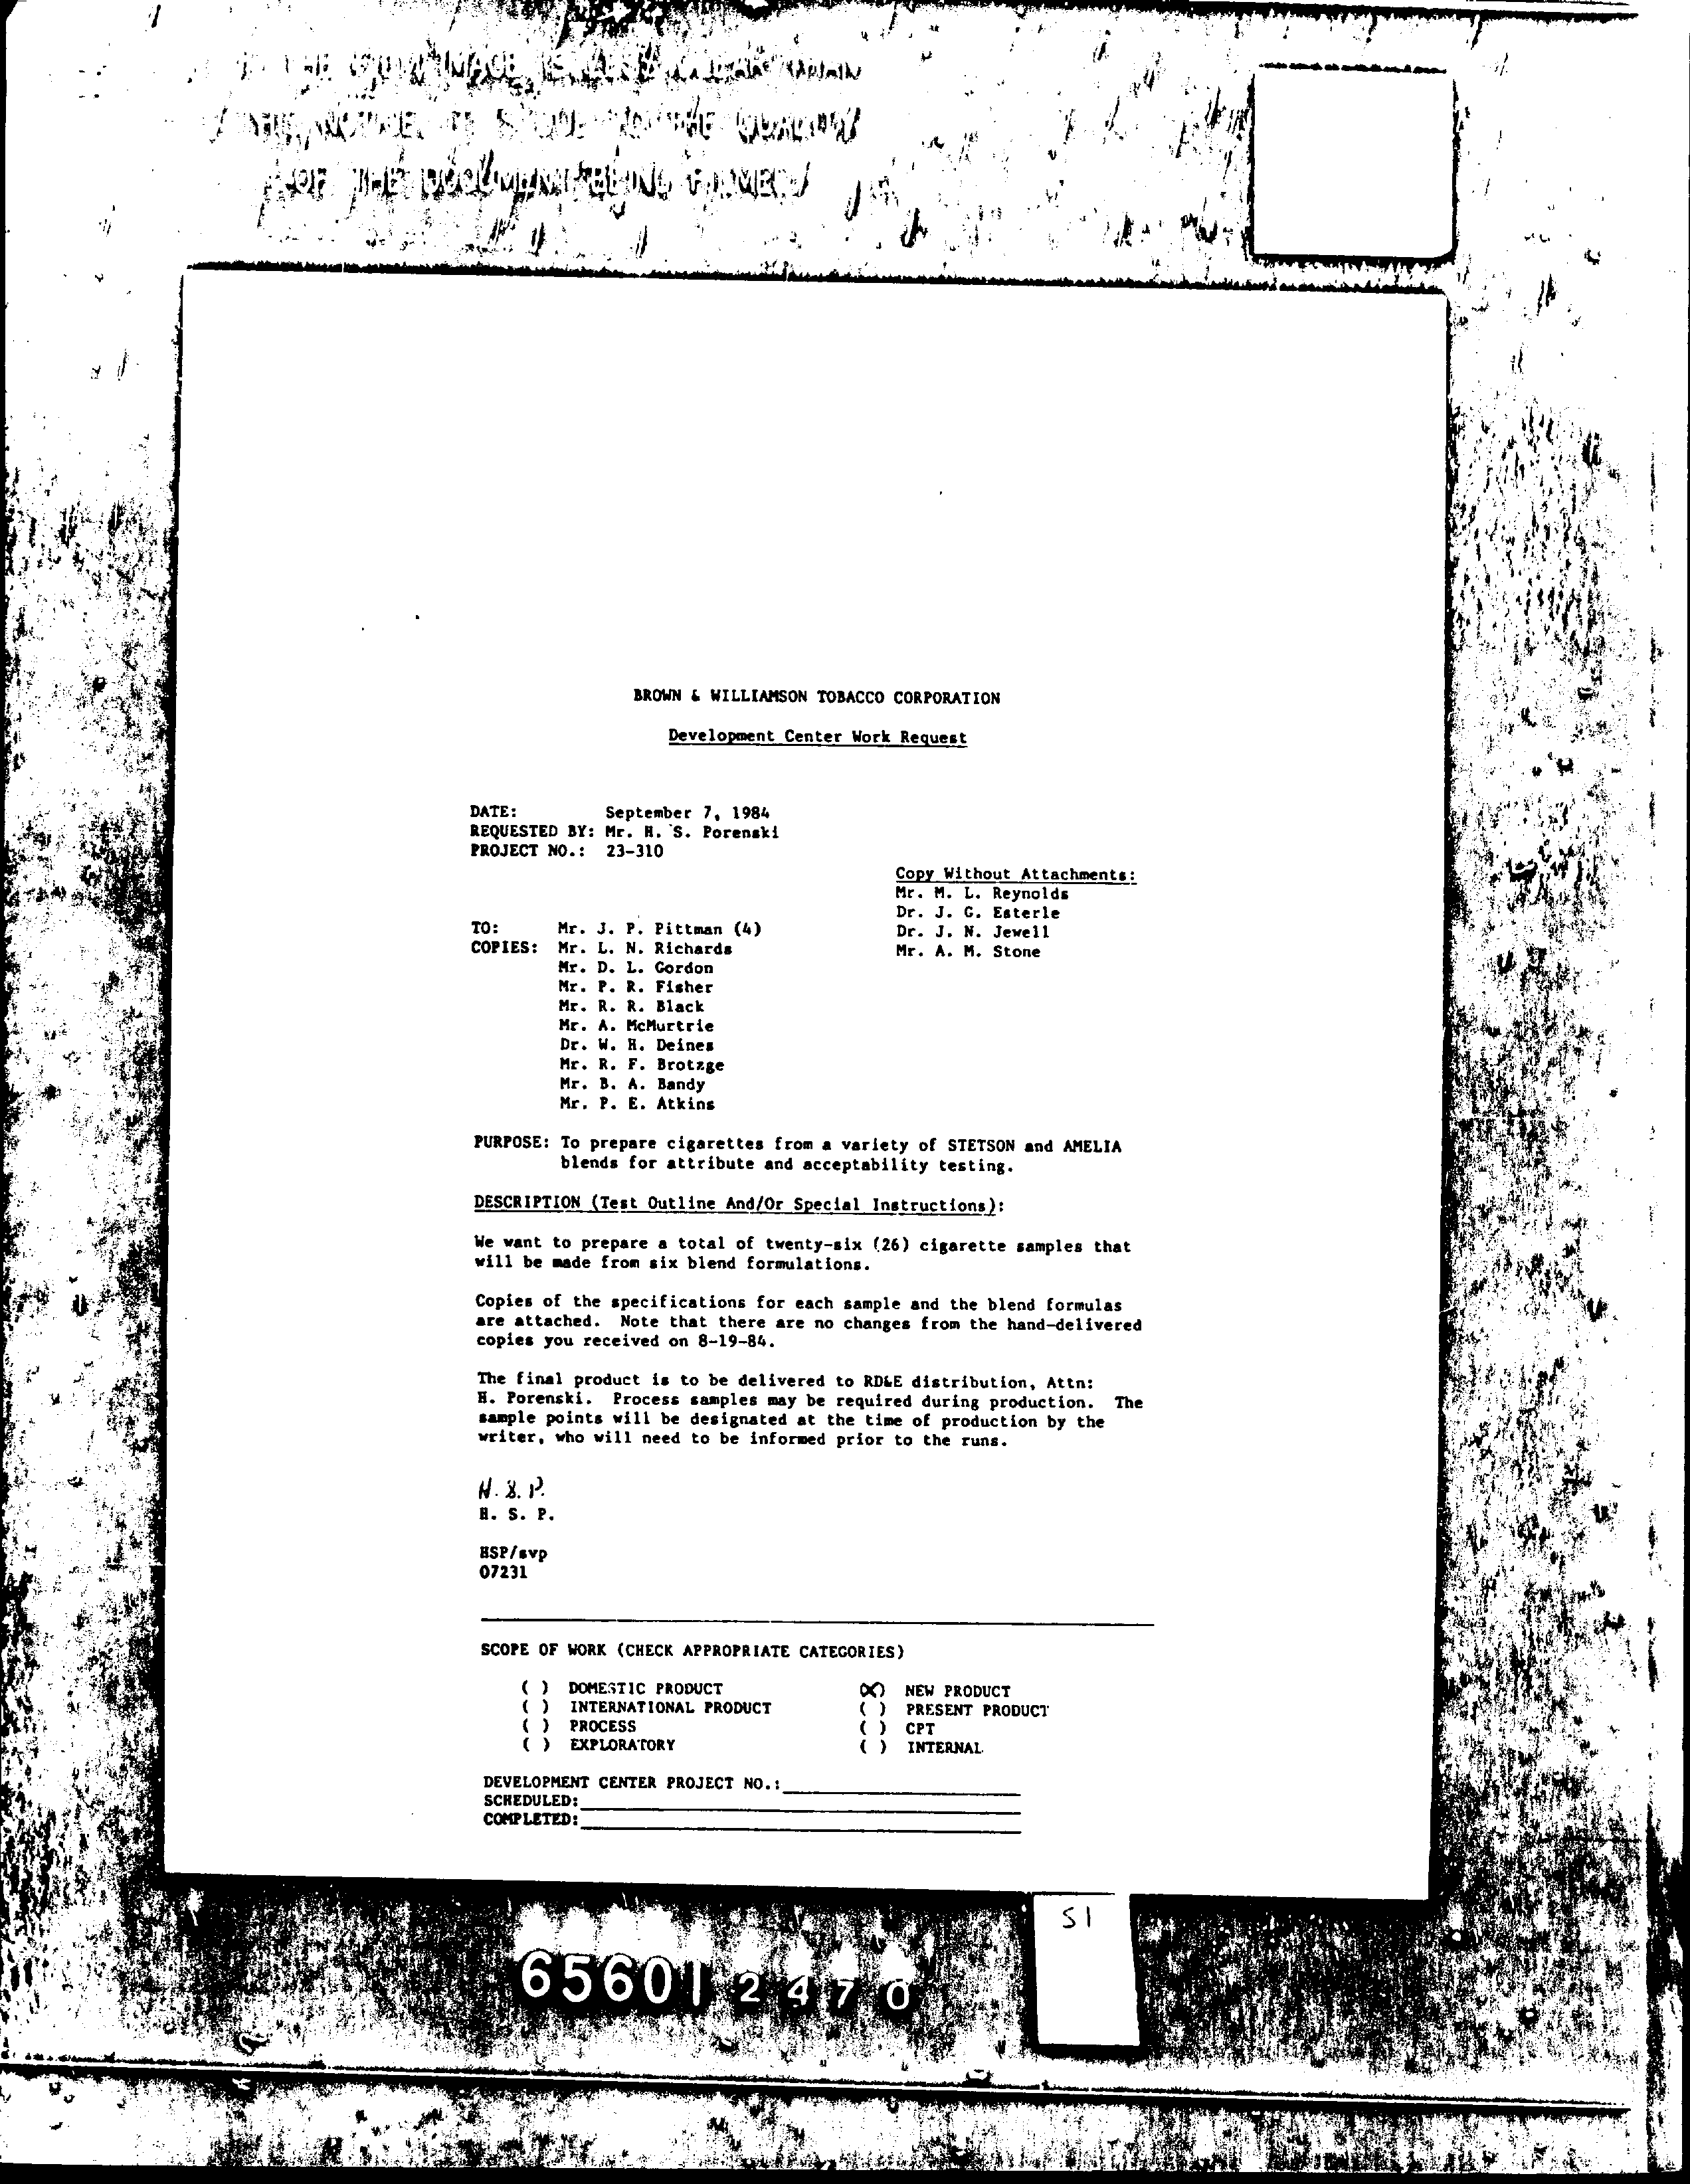 OF THE DOCUMENT BEING FILMED
BROWN & WILLIAMSON TOBACCO CORPORATION
Development Center Work Request
DATE: September 7, 1984
REQUESTED BY: Mr. H. S. Porenski
PROJECT NO.: 23-310
Copy Without Attachments:
Mr. M. L. Reynolds
Dr. J. G. Esterle
Dr. J. N. Jewell
Mr. A. M. Stone
TO: Mr. J. P. Pittman (4)
COPIES: Mr. L. N. Richards
Mr. D. L. Gordon
Mr. P. R. Fisher
Mr. R. R. Black
Mr. A. McMurtrie
Dr. W. H. Deines
Mr. R. F. Brotzge
Mr. B. A. Bandy
Mr. P. E. Atkins
PURPOSE: To prepare cigarettes from a variety of STETSON and AMELIA
blends for attribute and acceptability testing.
DESCRIPTION (Test Outline And/Or Special Instructions):
We want to prepare a total of twenty-six (26) cigarette samples that
will be made from six blend formulations.
Copies of the specifications for each sample and the blend formulas
are attached. Note that there are no changes from the hand-delivered
copies you received on 8-19-84.
The final product is to be delivered to RD&E distribution, Attn:
H. Porenski. Process samples may be required during production. The
sample points will be designated at the time of production by the
writer, who will need to be informed prior to the runs.
H. S. P.
H. S. P.
HSP/svp
07231
SCOPE OF WORK (CHECK APPROPRIATE CATEGORIES)
( ) DOMESTIC PRODUCT (X) NEW PRODUCT
( ) INTERNATIONAL PRODUCT ( ) PRESENT PRODUCT
( ) PROCESS ( ) CPT
( ) EXPLORATORY ( ) INTERNAL
DEVELOPMENT CENTER PROJECT NO.:
SCHEDULED:
COMPLETED:
51
656012470